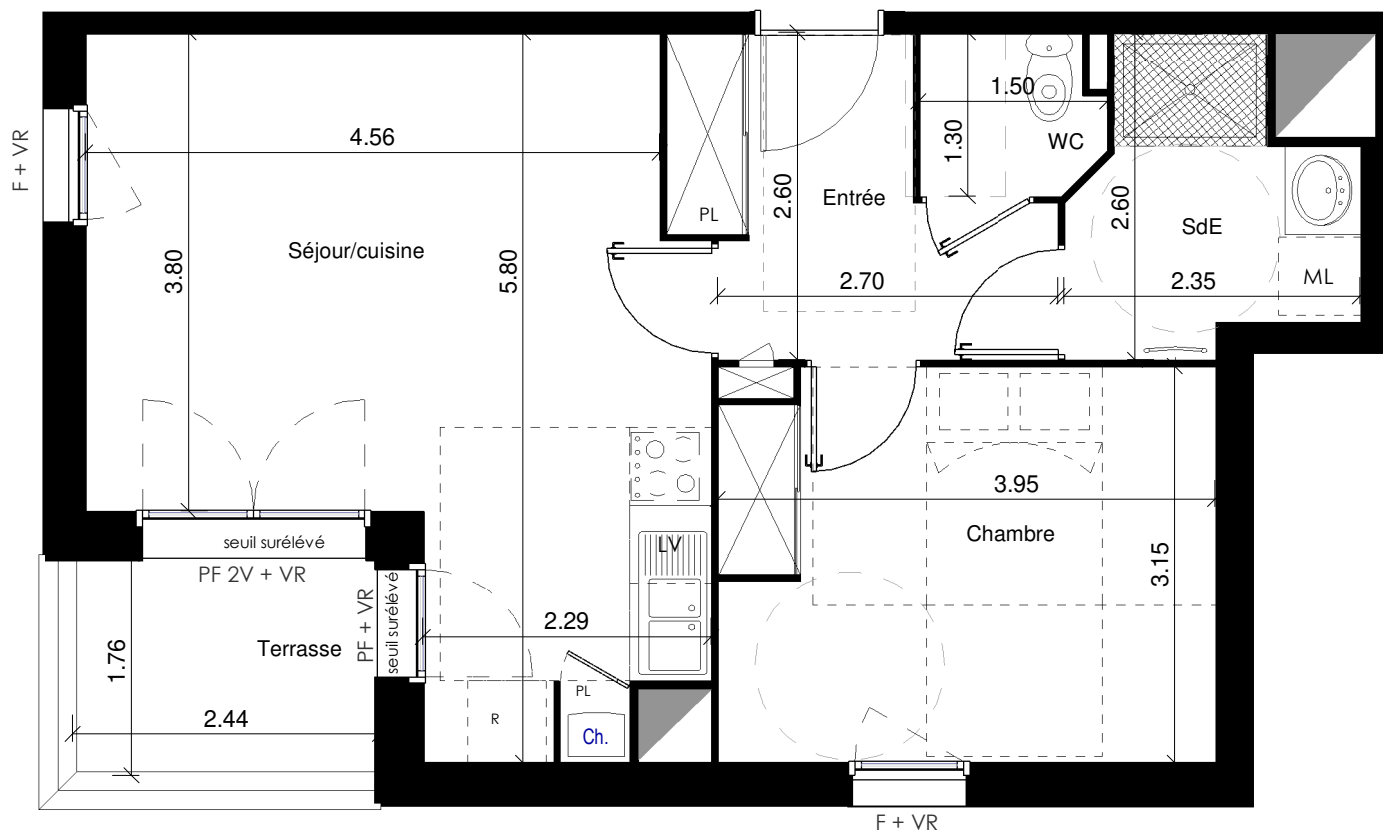 1.50
WC
1.30
4.56
F + VR
PL
2.60
Entrée
2.60
SdE
Séjour/cuisine
3.80
5.80
2.70
2.35
ML
3.95
Chambre
3.15
LV
seuil surélévé
PF 2V + VR
PF + VR
seuil surélévé
Terrasse
1.76
2.44
2.29
PL
R
Ch.
F + VR